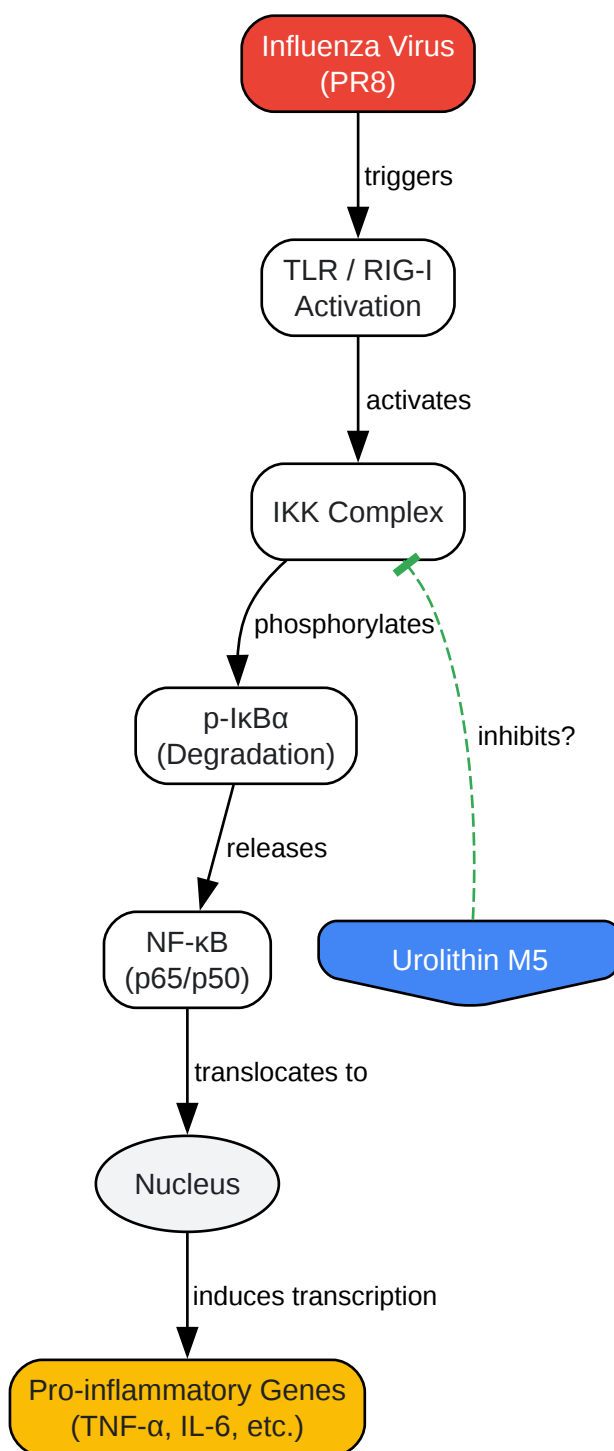 Influenza Virus
(PR8)
triggers
TLR / RIG-I
Activation
activates
IKK Complex
phosphorylates
p-IκBα
(Degradation)
inhibits?
releases
NF-κB
(p65/p50)
Urolithin M5
translocates to
Nucleus
induces transcription
Pro-inflammatory Genes
(TNF-α, IL-6, etc.)